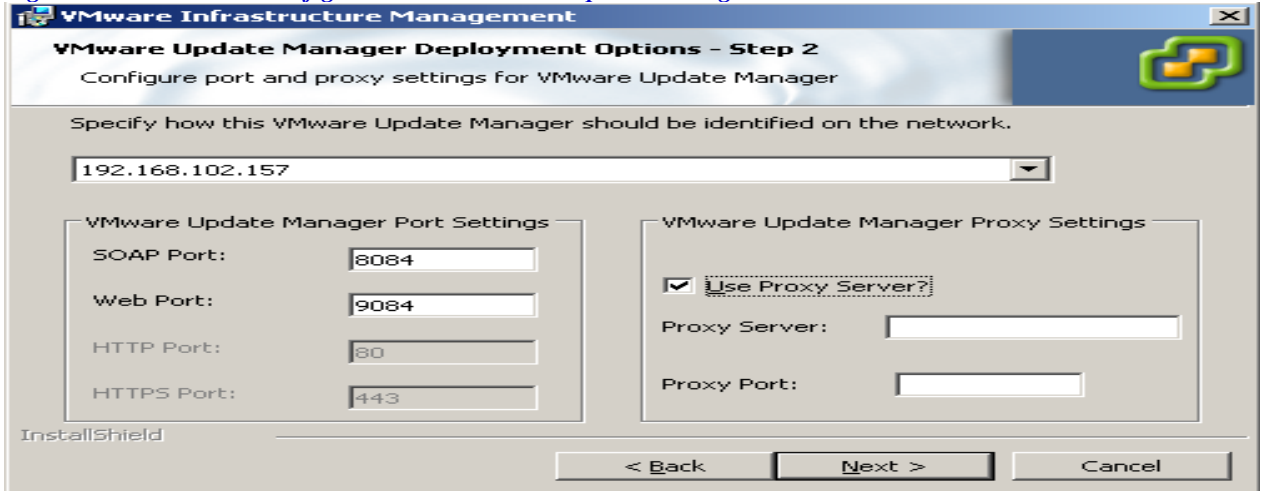 VMware Infrastructure Management
VMware Update Manager Deployment Options - Step 2
Configure port and proxy settings for VMware Update Manager
Specify how this VMware Update Manager should be identified on the network.
192.168.102.157
VMware Update Manager Port Settings
SOAP Port: 8084
Web Port: 9084
HTTP Port: 80
HTTPS Port: 443
VMware Update Manager Proxy Settings
Use Proxy Server?
Proxy Server:
Proxy Port:
InstallShield
< Back Next > Cancel